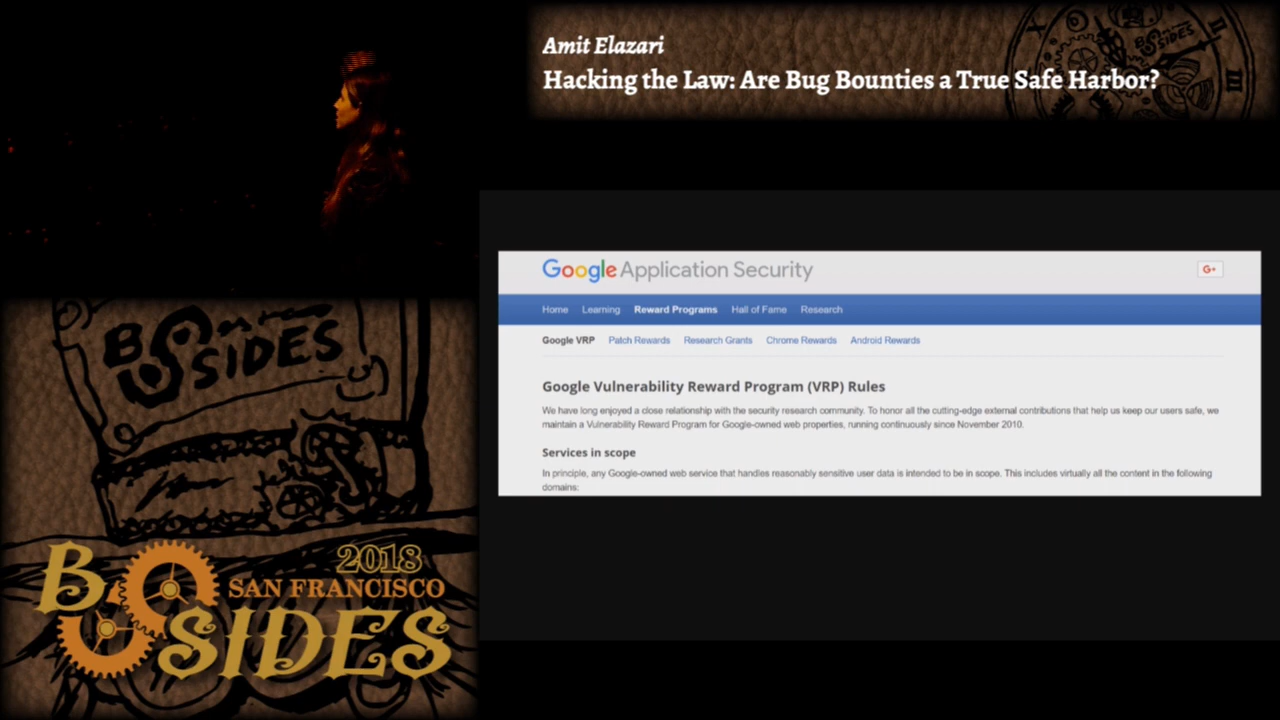 Amit Elazari
Hacking the Law: Are Bug Bounties a True Safe Harbor?
BSIDES
Google Application Security
G+
Home Learning Reward Programs Hall of Fame Research
Google VRP Patch Rewards Research Grants Chrome Rewards Android Rewards
Google Vulnerability Reward Program (VRP) Rules
We have long enjoyed a close relationship with the security research community. To honor all the cutting-edge external contributions that help us keep our users safe, we
maintain a Vulnerability Reward Program for Google-owned web properties, running continuously since November 2010.
Services in scope
In principle, any Google-owned web service that handles reasonably sensitive user data is intended to be in scope. This includes virtually all the content in the following
domains:
BSIDES
2018
SAN FRANCISCO
BSIDES